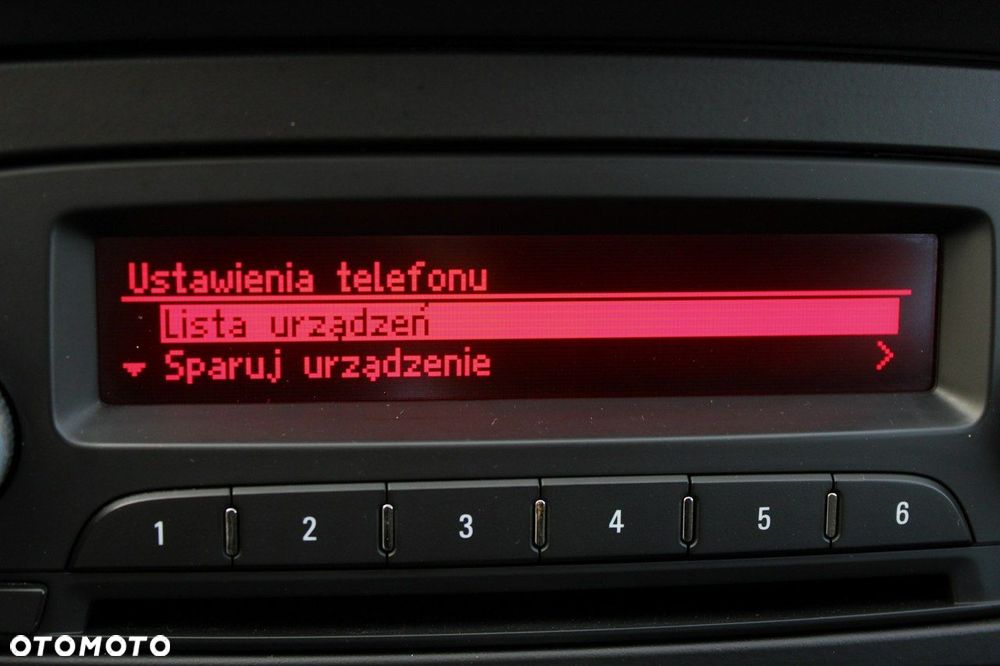 Ustawienia telefonu
Lista urządzeń
Sparuj urządzenie >
1 2 3 4 5 6
OTOMOTO